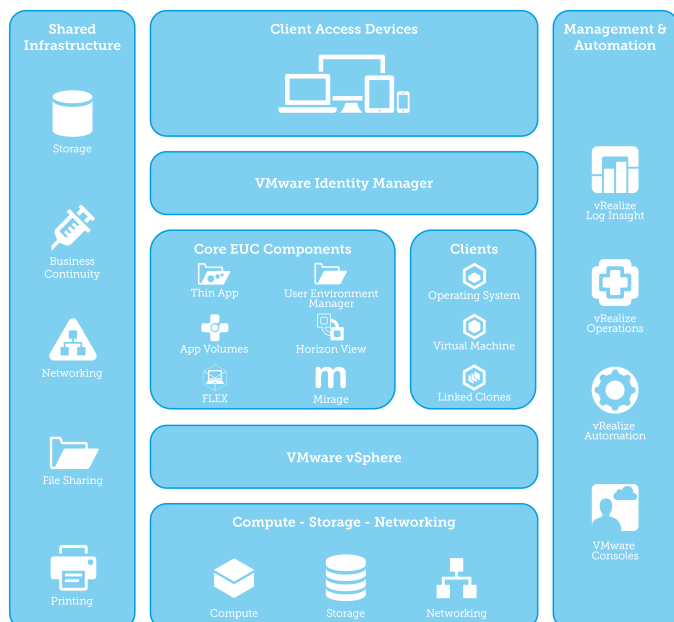 Shared
Infrastructure
Storage
Business
Continuity
Networking
File Sharing
Printing
Client Access Devices
VMware Identity Manager
Core EUC Components
Thin App
User Environment
Manager
App Volumes
Horizon View
FLEX
m
Mirage
Clients
Operating System
Virtual Machine
Linked Clones
VMware vSphere
Compute - Storage - Networking
Compute
Storage
Networking
Management &
Automation
vRealize
Log Insight
vRealize
Operations
vRealize
Automation
VMware
Consoles